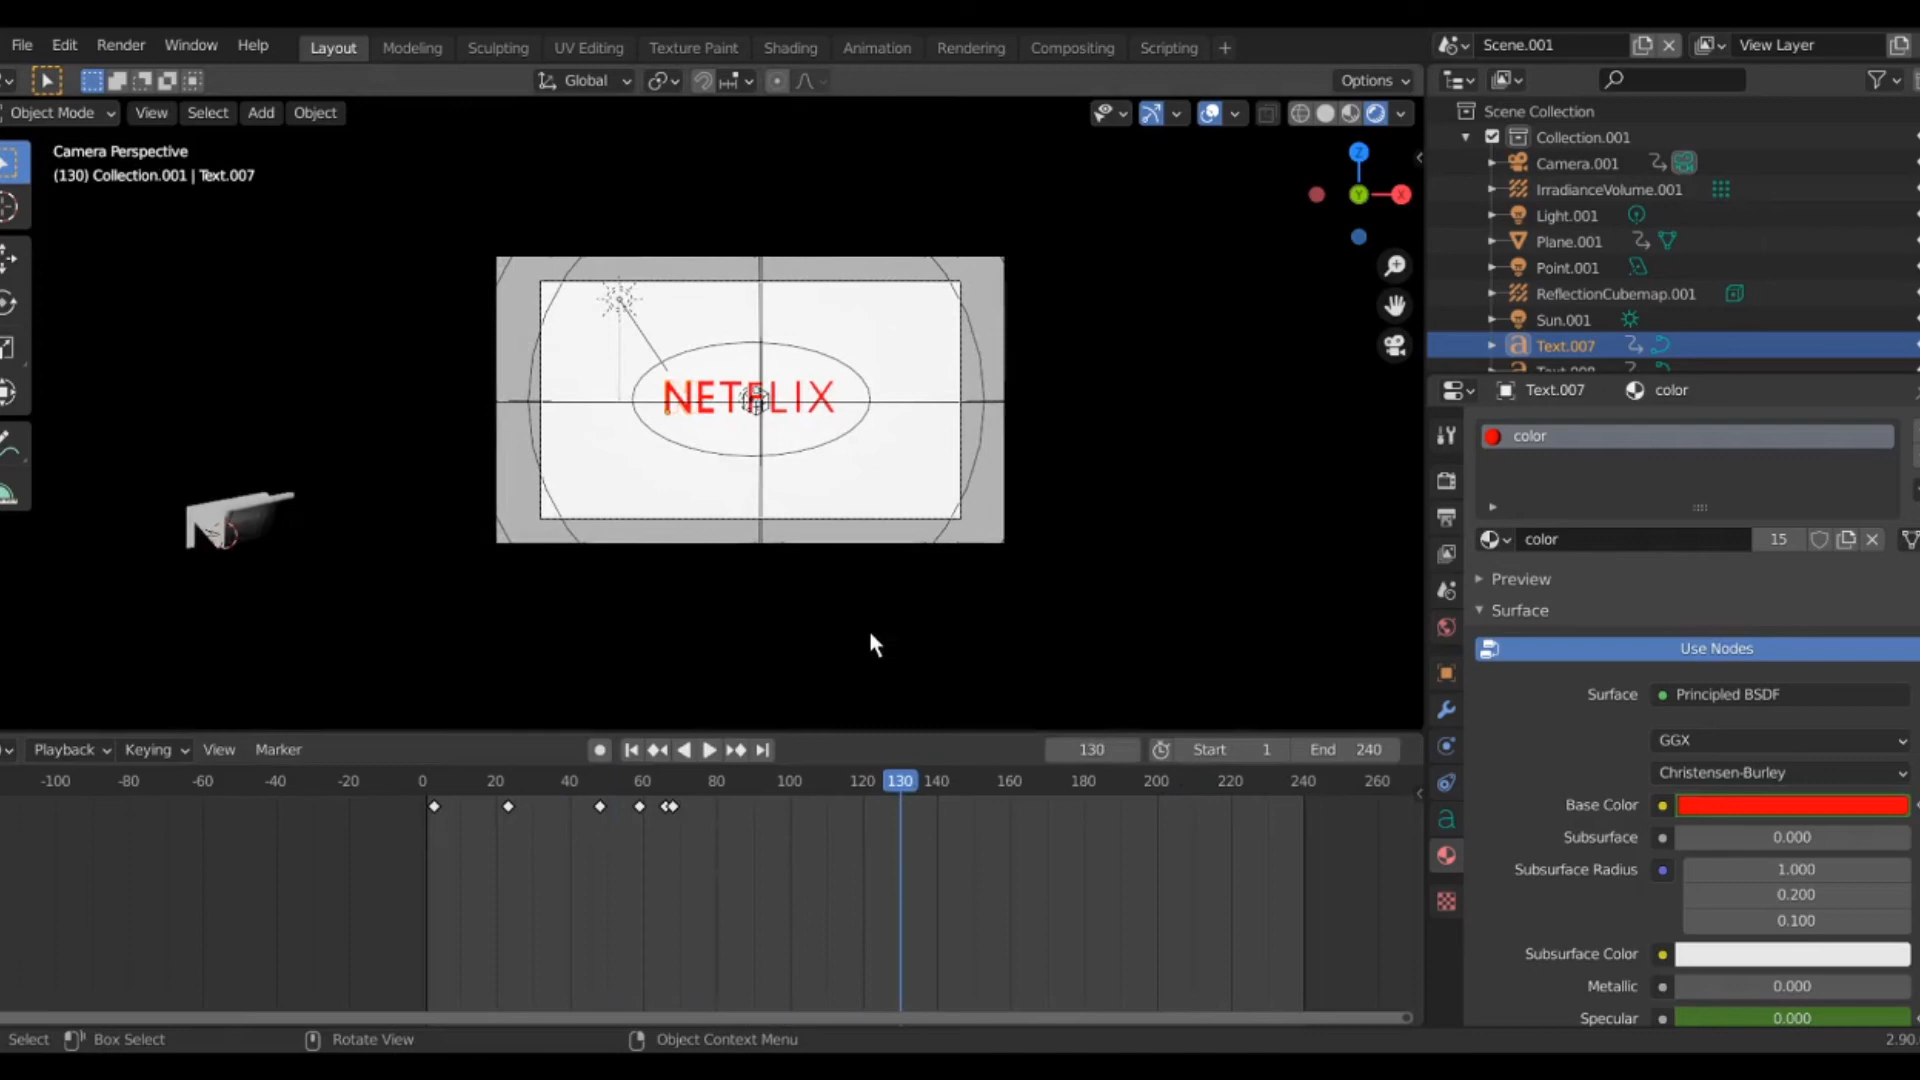 File Edit Render Window Help Layout Modeling Sculpting UV Editing Texture Paint Shading Animation Rendering Compositing Scripting + Scene.001 View Layer
Global Options
Object Mode View Select Add Object
Scene Collection
Collection.001
Camera.001
IrradianceVolume.001
Light.001
Plane.001
Point.001
ReflectionCubemap.001
Sun.001
Text.007
Camera Perspective
(130) Collection.001 | Text.007
Z
Y
X
NETFLIX
Text.007 color
color
color 15
Preview
Surface
Use Nodes
Surface Principled BSDF
GGX
Christensen-Burley
Base Color
Subsurface 0.000
Subsurface Radius 1.000
0.200
0.100
Subsurface Color
Metallic 0.000
Specular 0.000
Playback Keying View Marker 130 Start 1 End 240
-100 -80 -60 -40 -20 0 20 40 60 80 100 120 130 140 160 180 200 220 240 260
Select Box Select Rotate View Object Context Menu 2.90.